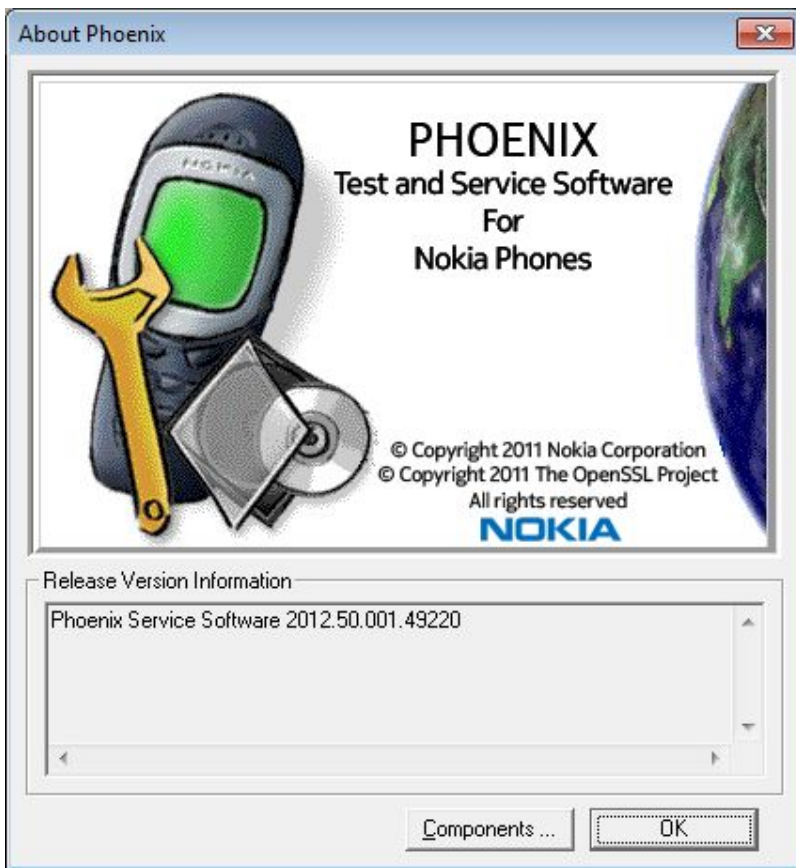 About Phoenix
NOKIA
PHOENIX
Test and Service Software
For
Nokia Phones
© Copyright 2011 Nokia Corporation
© Copyright 2011 The OpenSSL Project
All rights reserved
NOKIA
Release Version Information
Phoenix Service Software 2012.50.001.49220
Components ...
OK